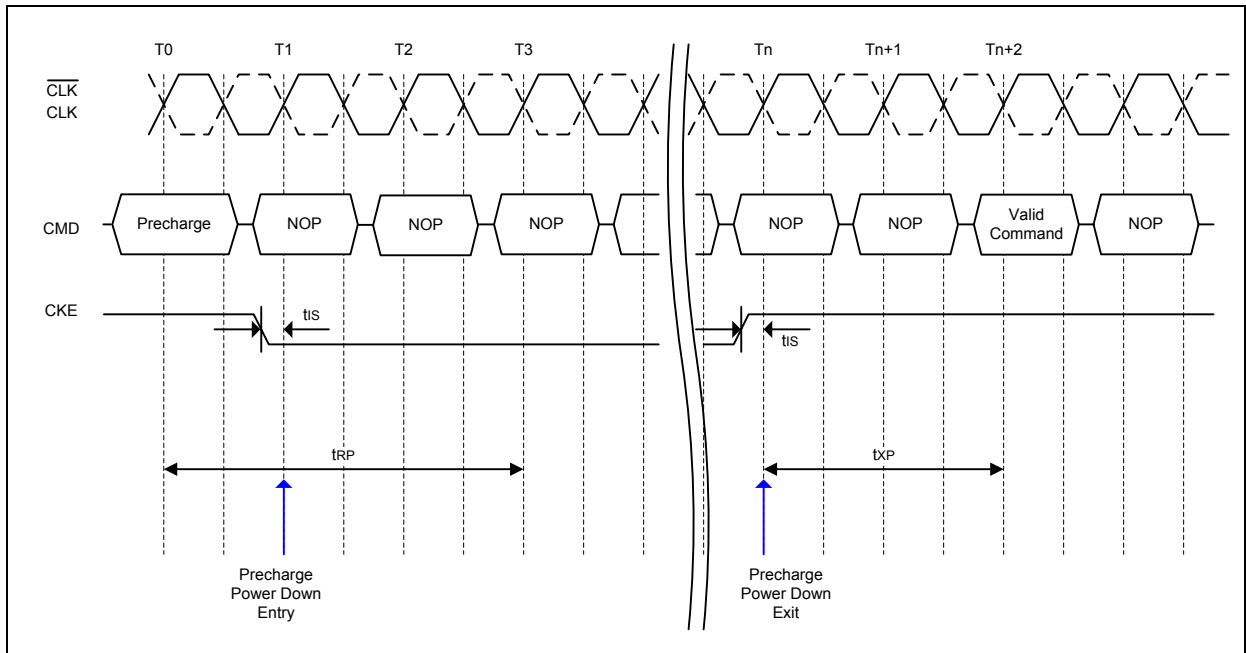 T0 T1 T2 T3 Tn Tn+1 Tn+2
CLK
CLK
CMD Precharge NOP NOP NOP NOP NOP Valid Command NOP
CKE
tIS
tIS
tRP
tXP
Precharge
Power Down
Entry
Precharge
Power Down
Exit